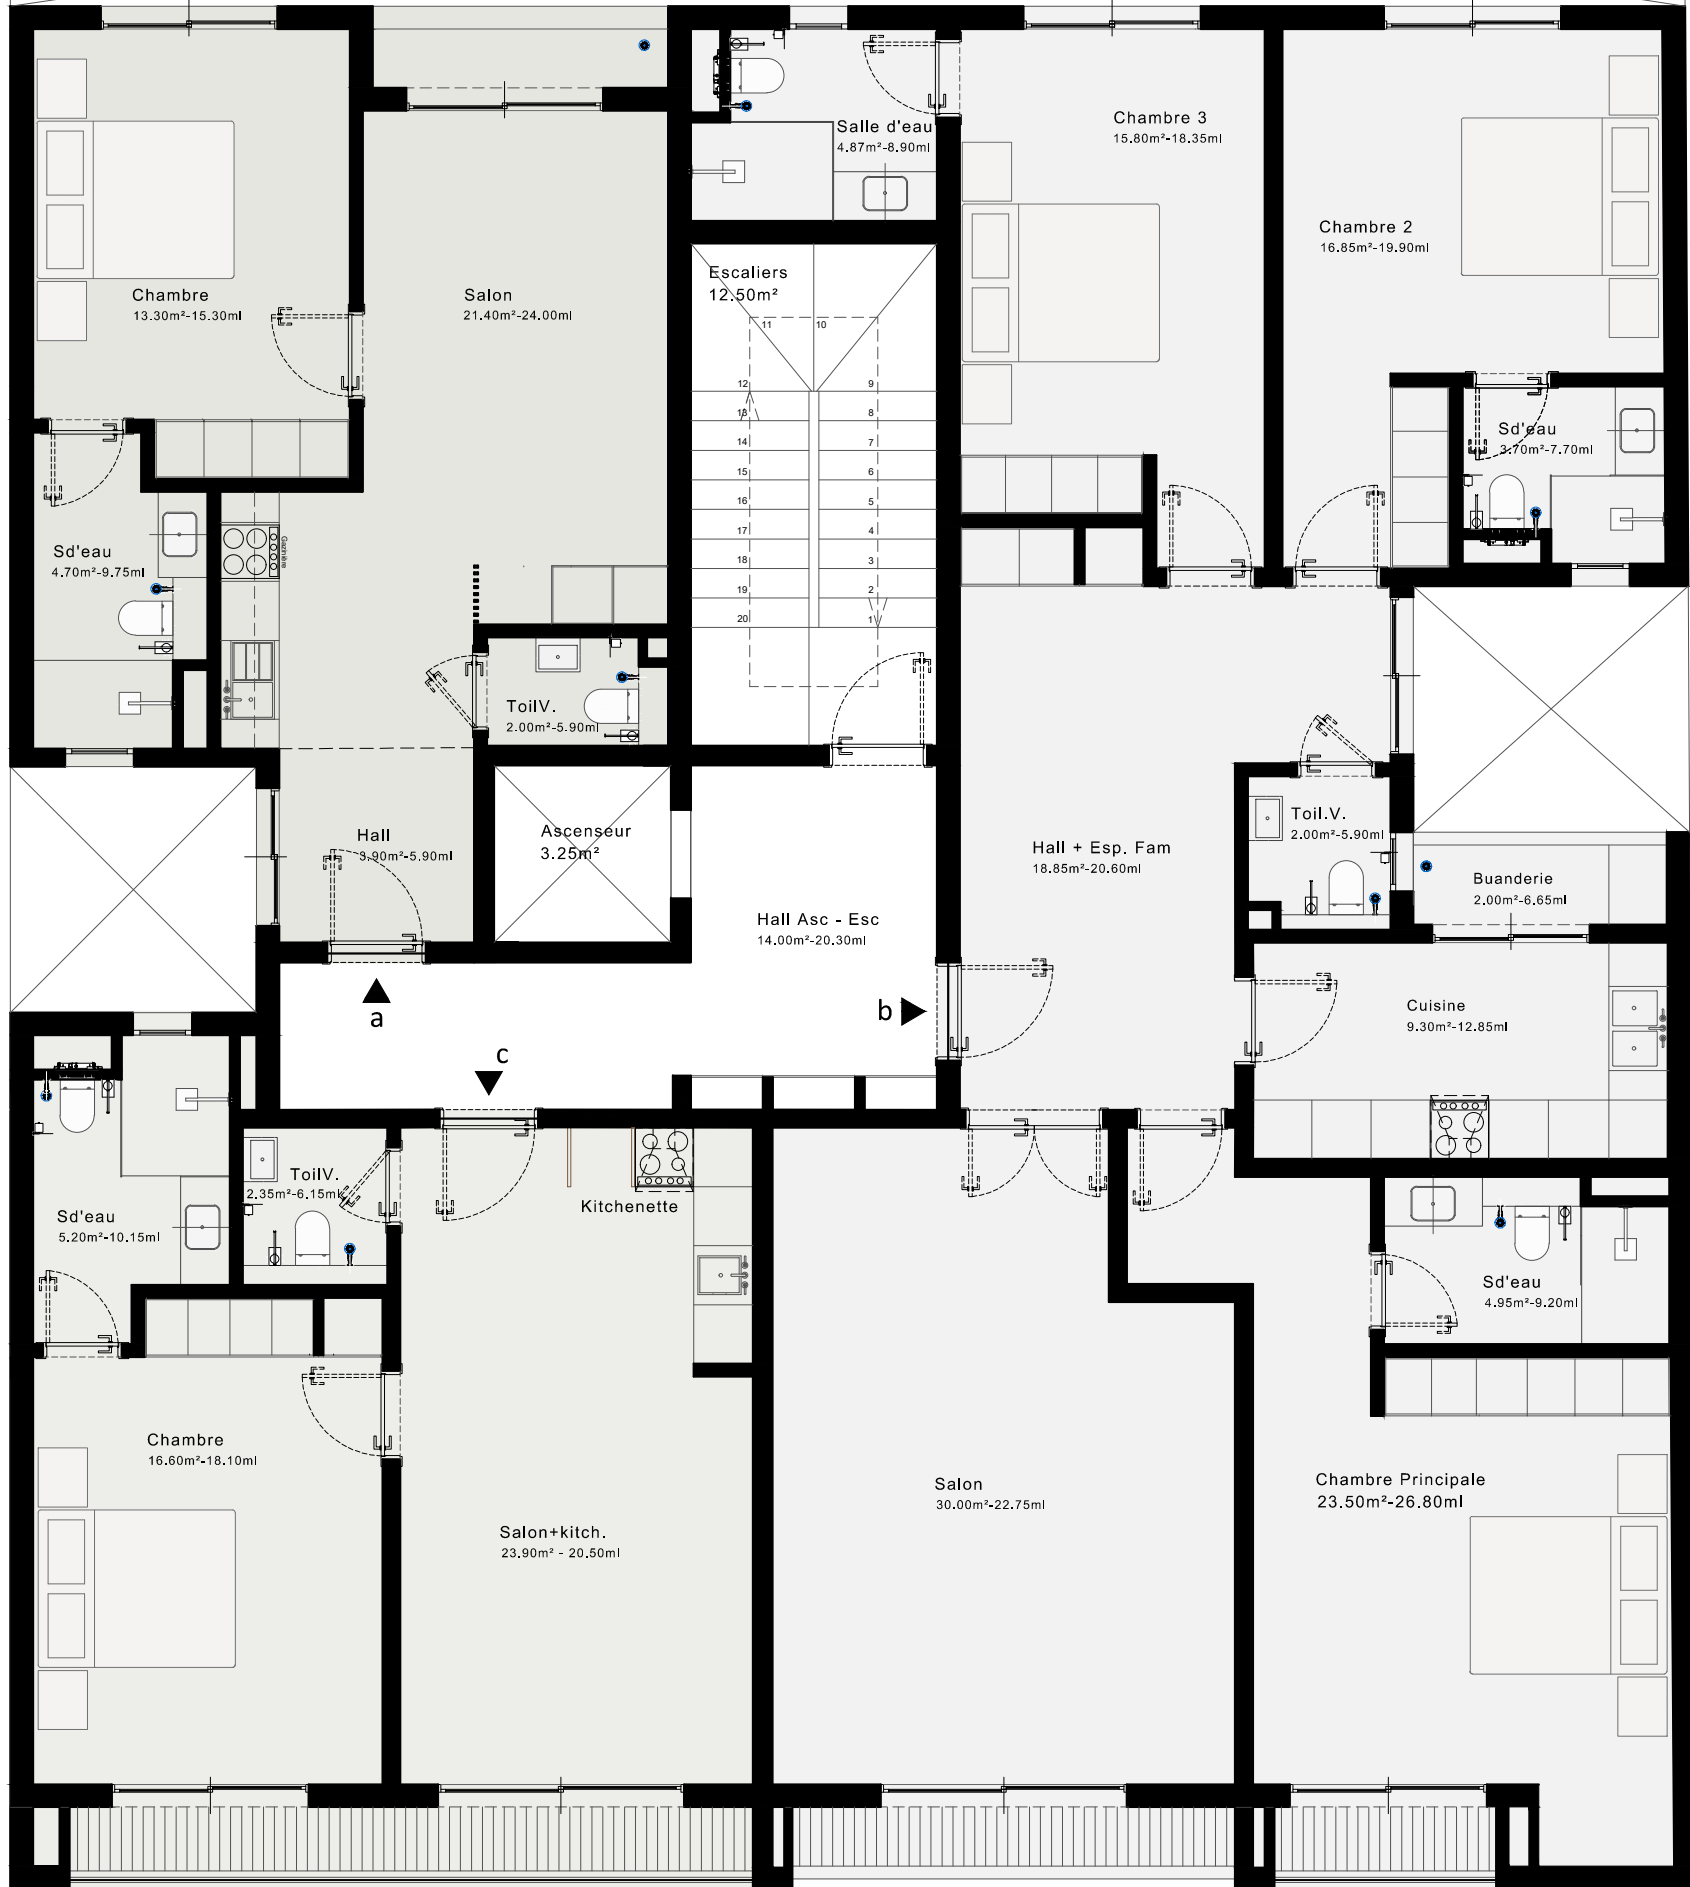 Chambre
13.30m²-15.30ml
Salon
21.40m²-24.00ml
Salle d'eau
4.87m²-8.90ml
Chambre 3
15.80m²-18.35ml
Chambre 2
16.85m²-19.90ml
Escaliers
12.50m²
11
10
12
9
13
8
14
7
15
6
16
5
17
4
18
3
19
2
20
1
Sd'eau
3.70m²-7.70ml
Sd'eau
4.70m²-9.75ml
Gazinière
ToilV.
2.00m²-5.90ml
Hall
3.90m²-5.90ml
Ascenseur
3.25m²
Hall Asc - Esc
14.00m²-20.30ml
Hall + Esp. Fam
18.85m²-20.60ml
Toil.V.
2.00m²-5.90ml
Buanderie
2.00m²-6.65ml
Cuisine
9.30m²-12.85ml
a
b
c
ToilV.
2.35m²-6.15ml
Kitchenette
Sd'eau
5.20m²-10.15ml
Sd'eau
4.95m²-9.20ml
Chambre
16.60m²-18.10ml
Salon+kitch.
23.90m² - 20.50ml
Salon
30.00m²-22.75ml
Chambre Principale
23.50m²-26.80ml